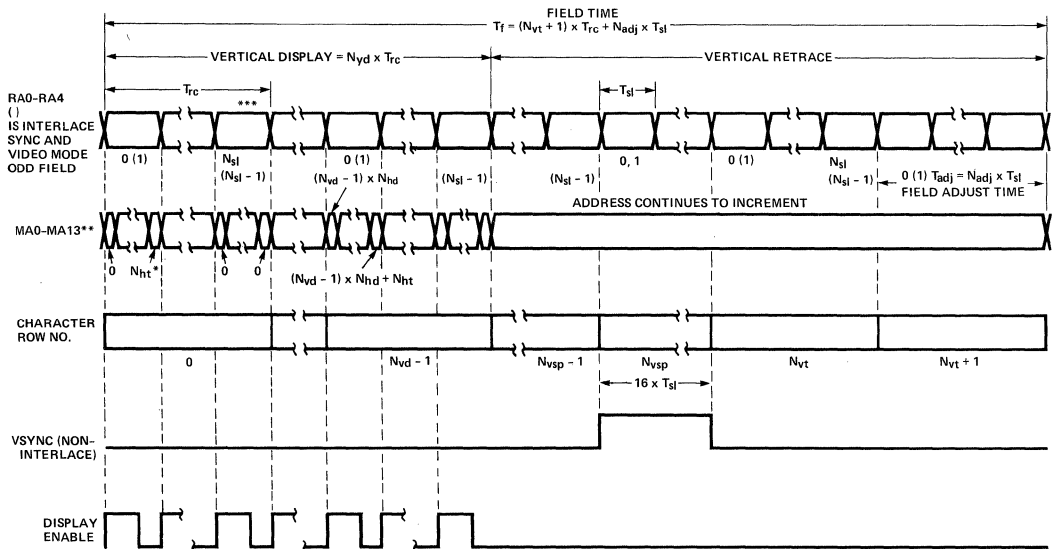 FIELD TIME
Tf = (Nvt + 1) x Trc + Nadj x Tsl
VERTICAL DISPLAY = Nyd x Trc
VERTICAL RETRACE
Trc
Tsl
***
RA0-RA4
( )
IS INTERLACE
SYNC AND
VIDEO MODE
ODD FIELD
0 (1)
Nsl
(Nsl - 1)
0 (1)
(Nsl - 1)
(Nsl - 1)
0, 1
0 (1)
Nsl
(Nsl - 1)
0 (1) Tadj = Nadj x Tsl
FIELD ADJUST TIME
(Nvd - 1) x Nhd
ADDRESS CONTINUES TO INCREMENT
MA0-MA13**
0
Nht*
0
0
(Nvd - 1) x Nhd + Nht
CHARACTER
ROW NO.
0
Nvd - 1
Nvsp - 1
Nvsp
Nvt
Nvt + 1
16 x Tsl
VSYNC (NON-
INTERLACE)
DISPLAY
ENABLE